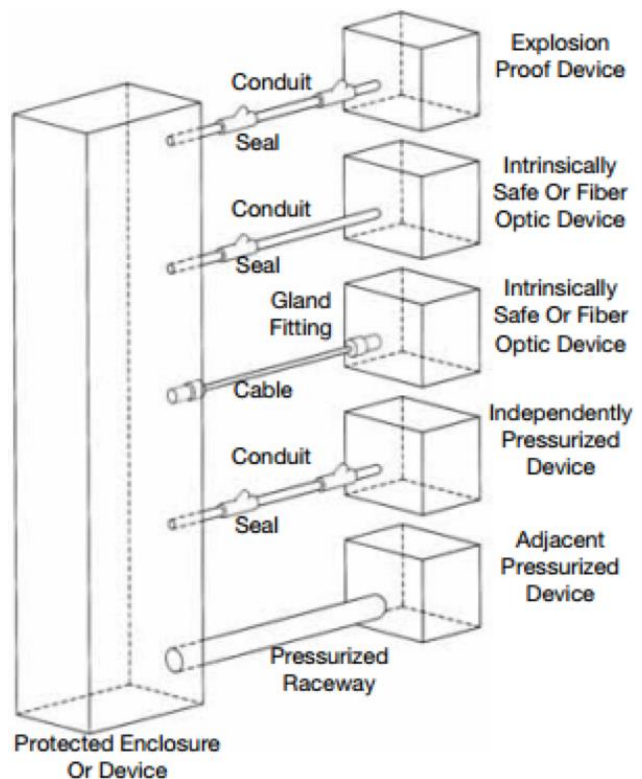 Explosion
Proof Device
Conduit
Seal
Intrinsically
Safe Or Fiber
Optic Device
Conduit
Seal
Intrinsically
Safe Or Fiber
Optic Device
Gland
Fitting
Cable
Independently
Pressurized
Device
Conduit
Seal
Adjacent
Pressurized
Device
Pressurized
Raceway
Protected Enclosure
Or Device